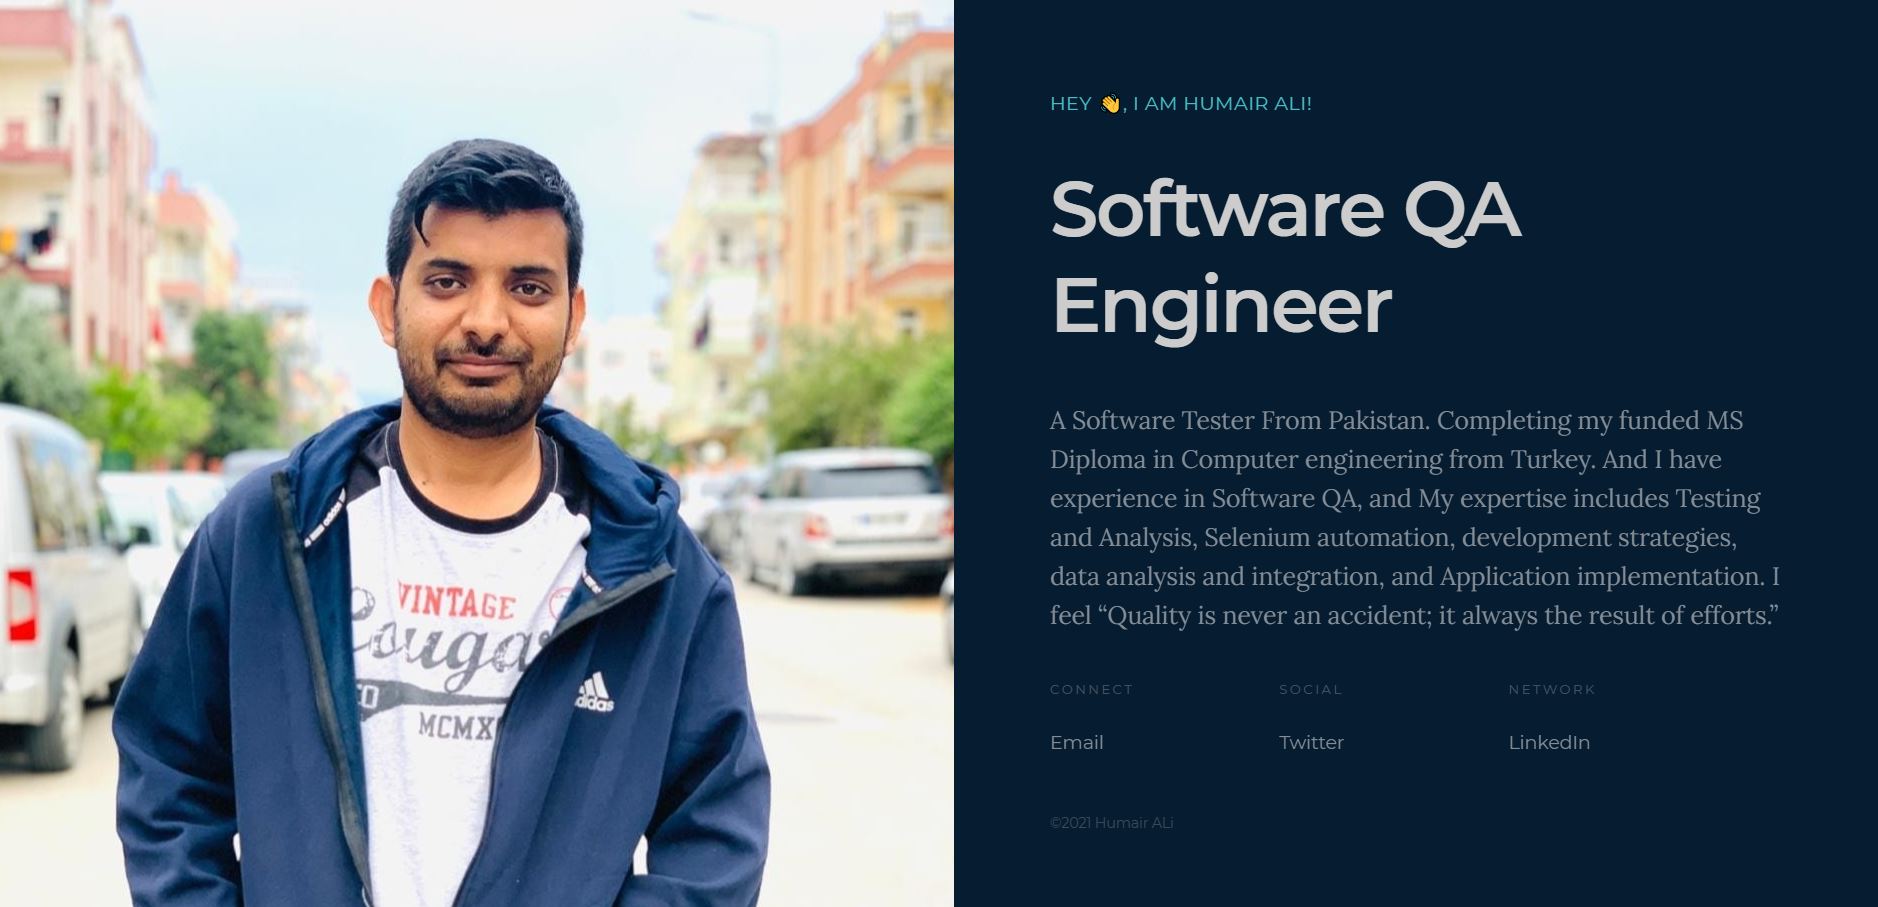 HEY 👋, I AM HUMAIR ALI!
Software QA
Engineer
A Software Tester From Pakistan. Completing my funded MS
Diploma in Computer engineering from Turkey. And I have
experience in Software QA, and My expertise includes Testing
and Analysis, Selenium automation, development strategies,
data analysis and integration, and Application implementation. I
feel “Quality is never an accident; it always the result of efforts.”
CONNECT
Email
SOCIAL
Twitter
NETWORK
LinkedIn
©2021 Humair ALi
VINTAGE
MCMX
adidas